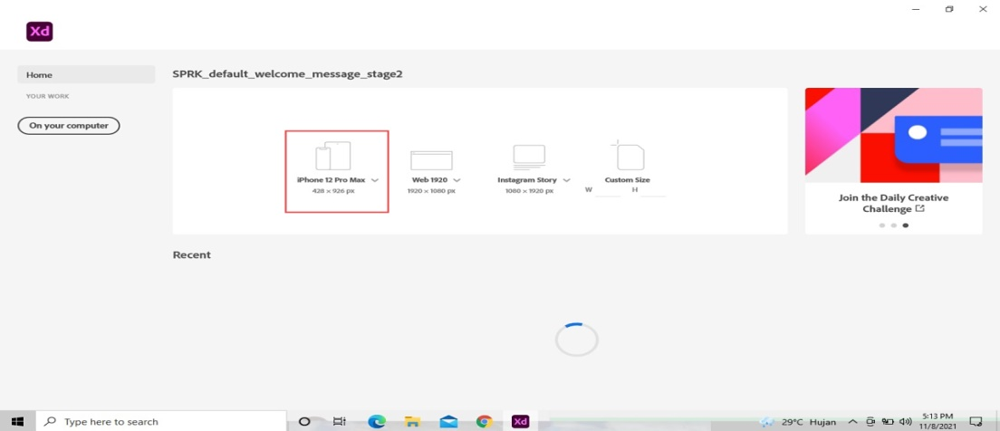 Xd
Home
YOUR WORK
On your computer
SPRK_default_welcome_message_stage2
iPhone 12 Pro Max
428 × 926 px
Web 1920
1920 × 1080 px
Instagram Story
1080 × 1920 px
Custom Size
W H
Join the Daily Creative
Challenge
Recent
Type here to search
Xd
29°C Hujan
5:13 PM
11/8/2021